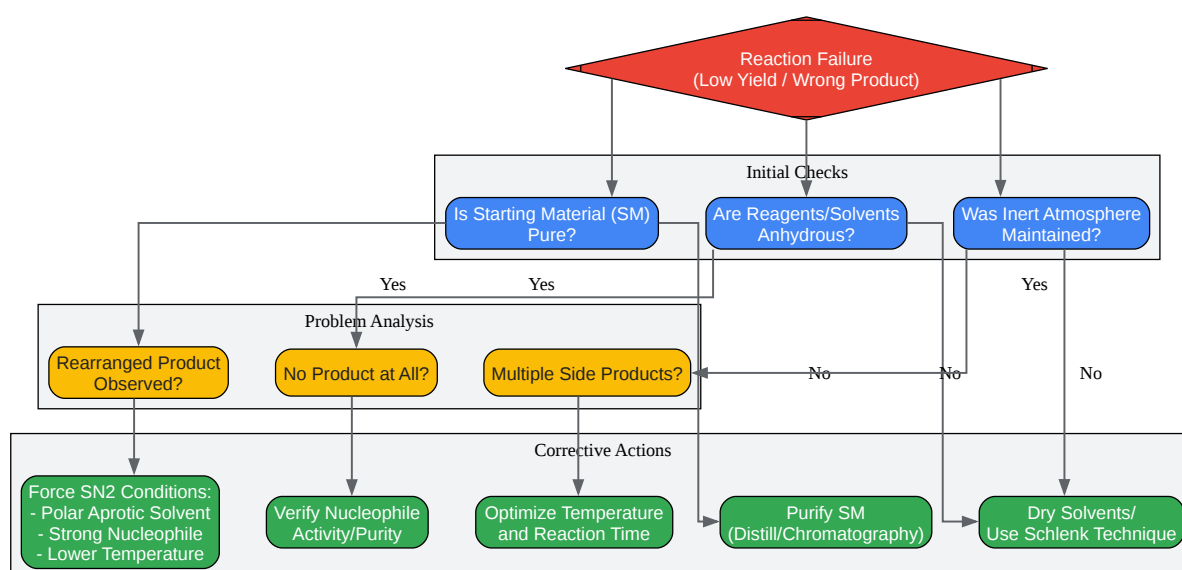 Reaction Failure
(Low Yield / Wrong Product)
Initial Checks
Is Starting Material (SM)
Pure?
Are Reagents/Solvents
Anhydrous?
Was Inert Atmosphere
Maintained?
Yes
Yes
Yes
Problem Analysis
Rearranged Product
Observed?
No Product at All?
Multiple Side Products?
No
No
No
Corrective Actions
Force SN2 Conditions:
- Polar Aprotic Solvent
- Strong Nucleophile
- Lower Temperature
Verify Nucleophile
Activity/Purity
Optimize Temperature
and Reaction Time
Purify SM
(Distill/Chromatography)
Dry Solvents/
Use Schlenk Technique